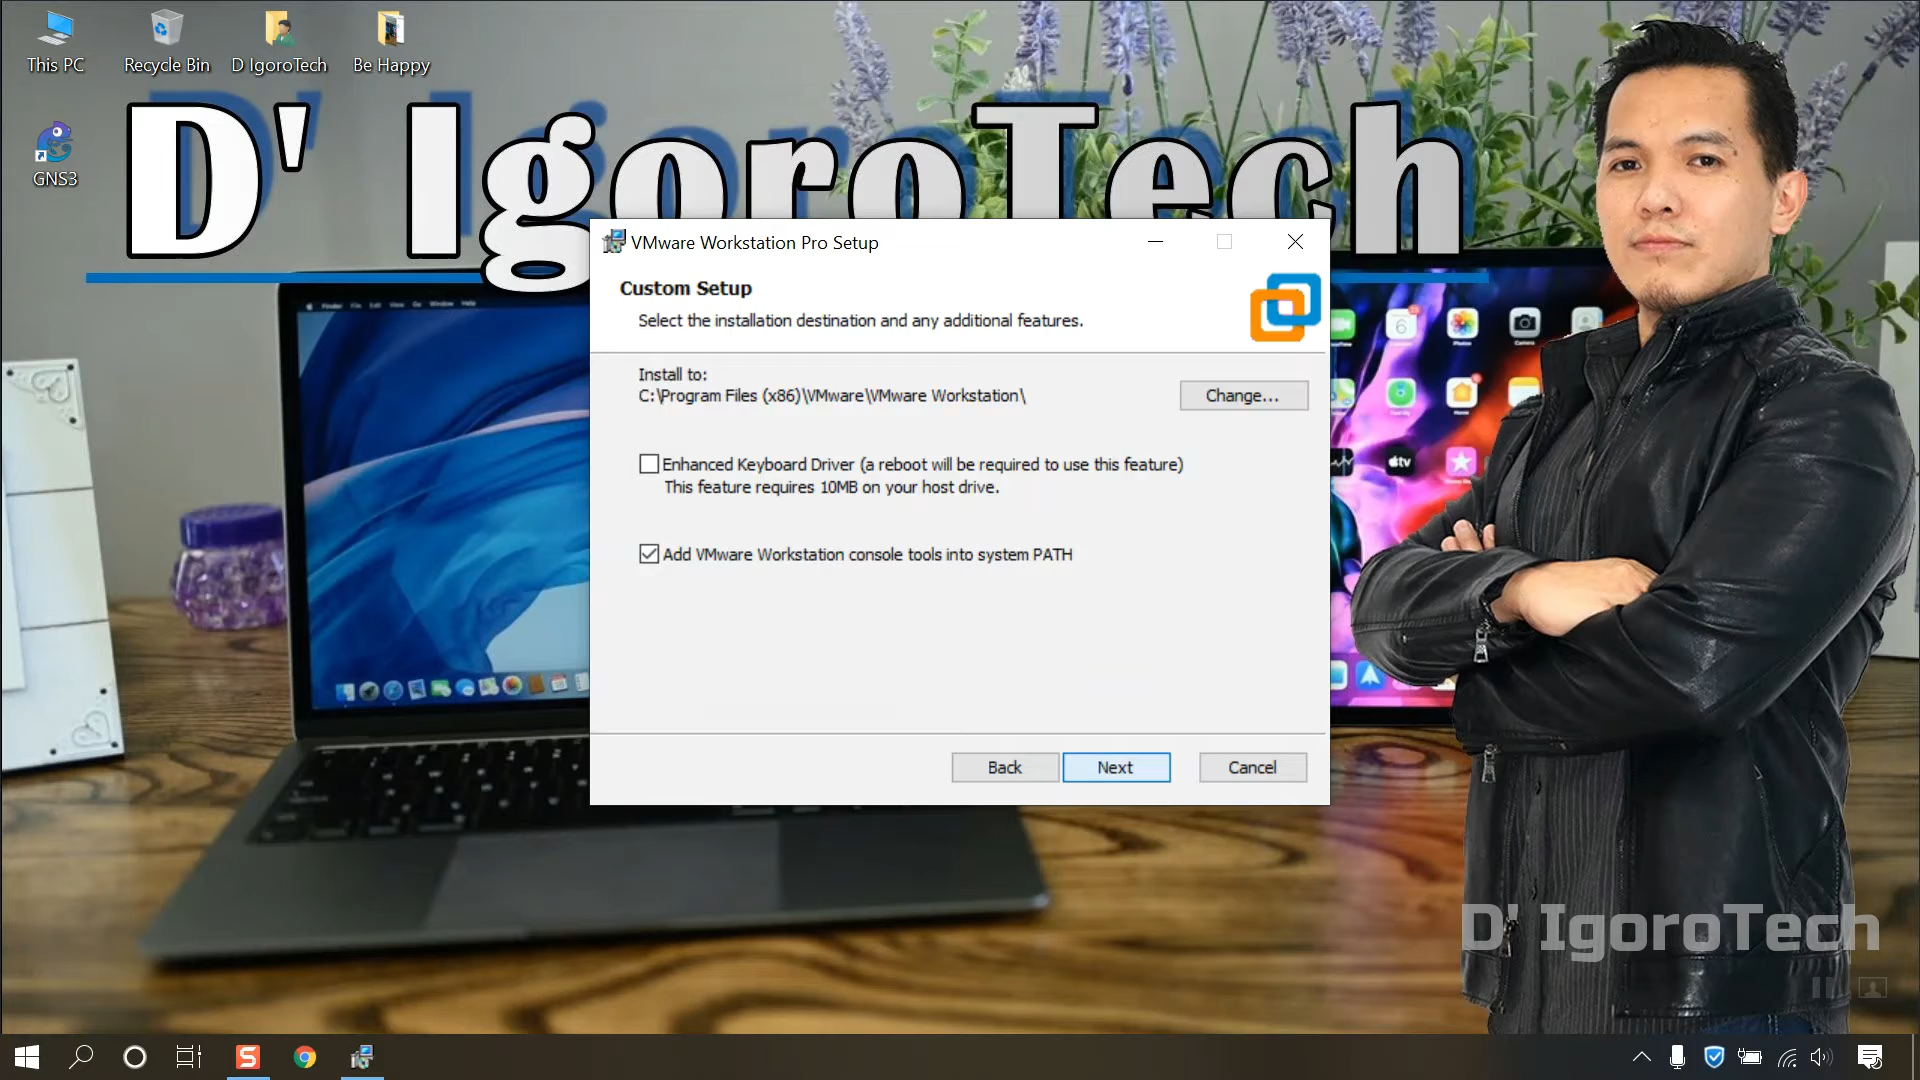 This PC
Recycle Bin
D IgoroTech
Be Happy
GNS3
D' IgoroTech
VMware Workstation Pro Setup
Custom Setup
Select the installation destination and any additional features.
Install to:
C:\Program Files (x86)\VMware\VMware Workstation\
Change...
Enhanced Keyboard Driver (a reboot will be required to use this feature)
This feature requires 10MB on your host drive.
Add VMware Workstation console tools into system PATH
Back
Next
Cancel
tv
D' IgoroTech